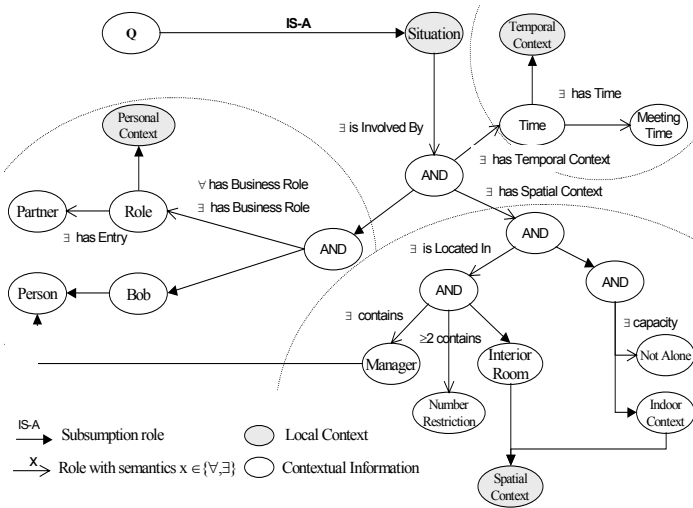 IS-A
Q
Situation
Temporal
Context
∃ has Time
Time
Meeting
Time
∃ is Involved By
∃ has Temporal Context
Personal
Context
∀ has Business Role
∃ has Business Role
AND
∃ has Spatial Context
Partner
Role
∃ has Entry
AND
AND
∃ is Located In
Person
Bob
AND
AND
∃ contains
≥2 contains
∃ capacity
Manager
Interior
Room
Not Alone
Number
Restriction
Indoor
Context
IS-A
Subsumption role
Local Context
X
Role with semantics x ∈{∀,∃}
Contextual Information
Spatial
Context